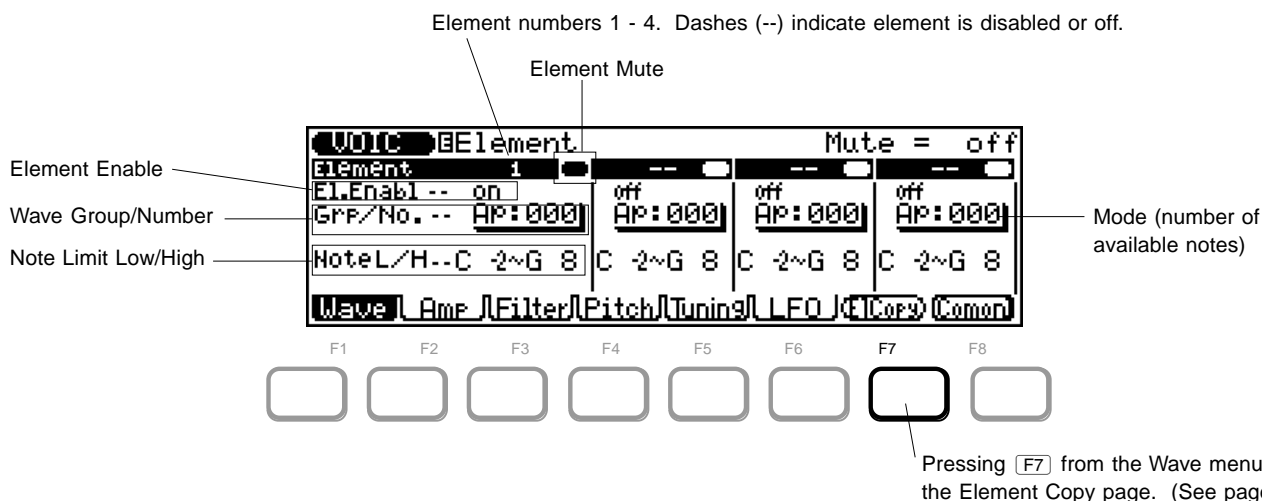 Element numbers 1 - 4. Dashes (--) indicate element is disabled or off.
Element Mute
VOIC EElement Mute = off
Element 1 -- -- --
Element Enable
El.Enabl -- on off off off
Wave Group/Number
Grp/No. -- AP:000 AP:000 AP:000 AP:000
Mode (number of
available notes)
Note Limit Low/High
NoteL/H--C -2~G 8 C -2~G 8 C -2~G 8 C -2~G 8
Wave Amp Filter Pitch Tuning LFO ElCopy Comon
F1 F2 F3 F4 F5 F6 F7 F8
Pressing F7 from the Wave menu
the Element Copy page. (See page